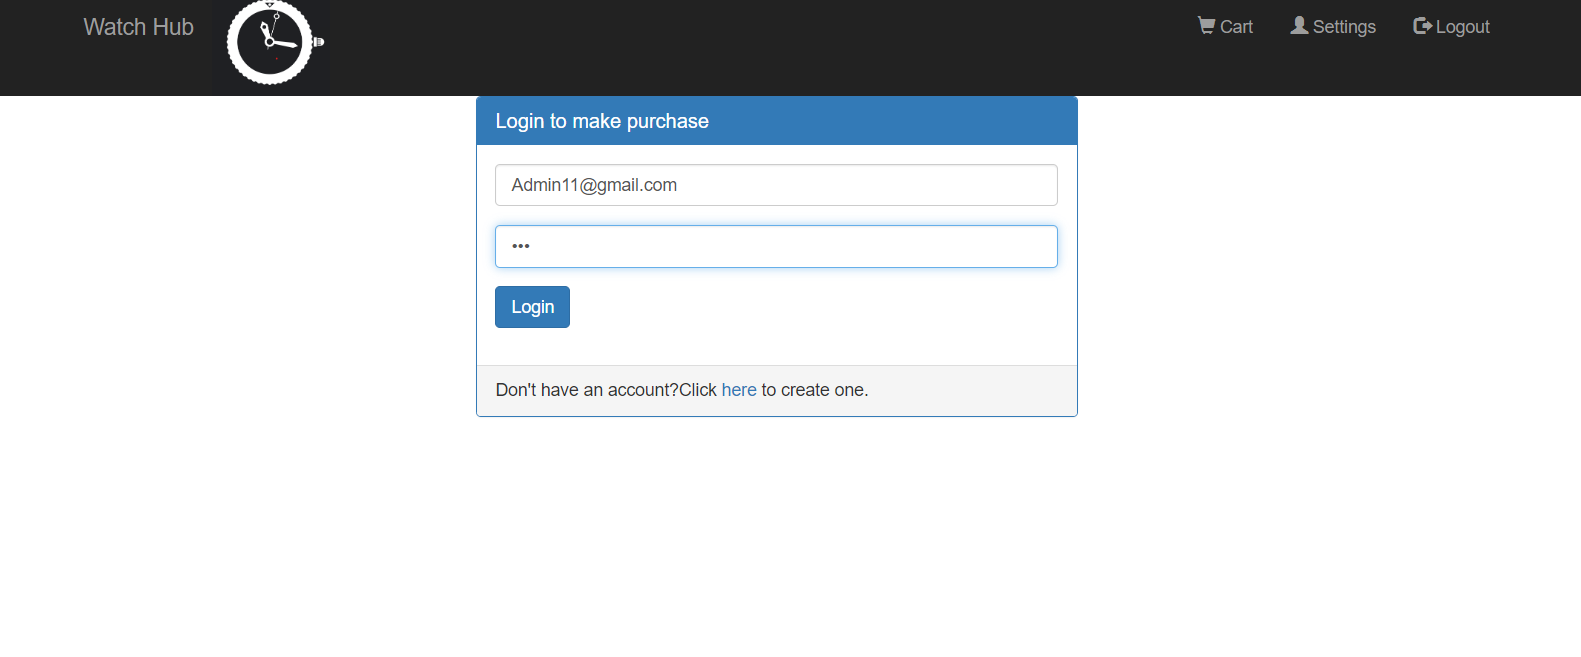 Watch Hub
Cart
Settings
Logout
Login to make purchase
Admin11@gmail.com
•••
Login
Don't have an account?Click here to create one.